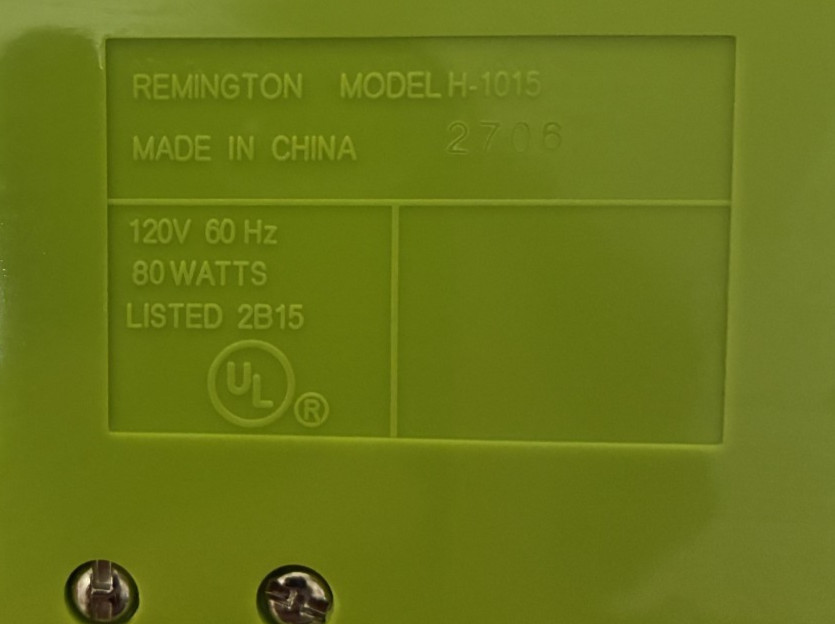 REMINGTON MODEL H-1015
MADE IN CHINA 2706
120V 60 Hz
80 WATTS
LISTED 2B15
UL ®